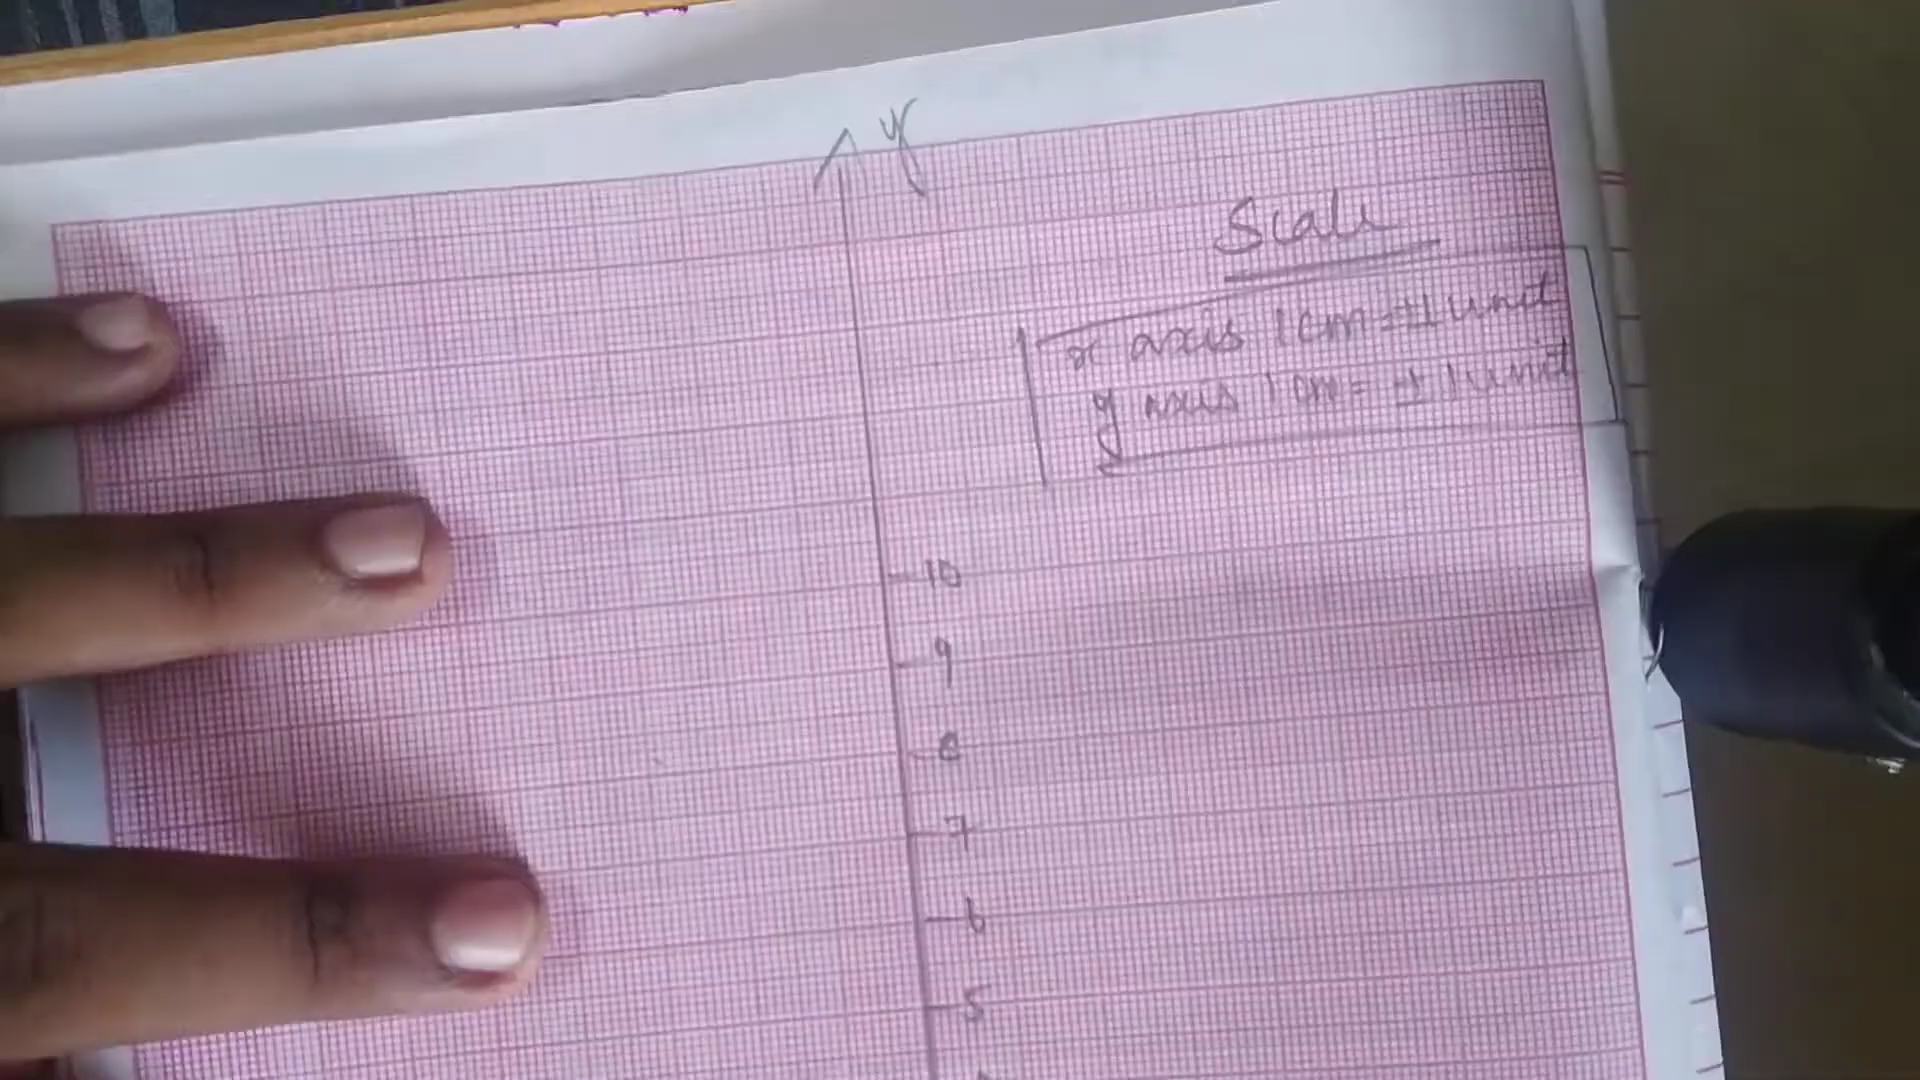 y
Scale
x axis 1cm = ±1 unit
y axis 1cm = ±1 unit
10
9
8
7
6
5